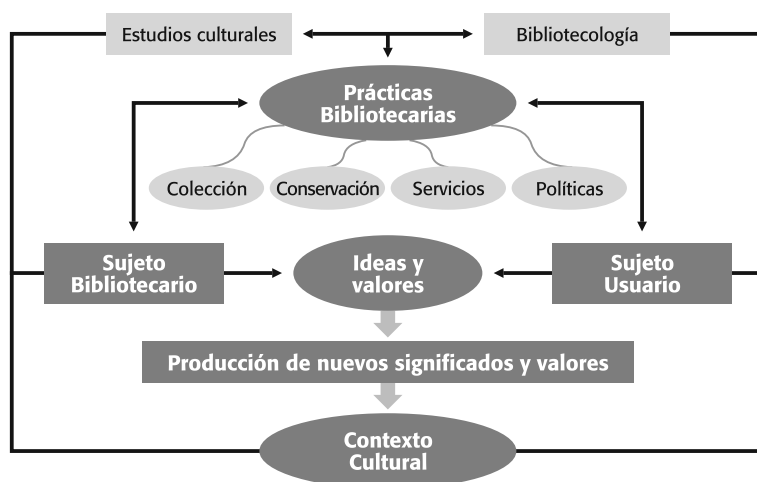 Estudios culturales
Bibliotecología
Prácticas
Bibliotecarias
Colección
Conservación
Servicios
Políticas
Sujeto
Bibliotecario
Ideas y
valores
Sujeto
Usuario
Producción de nuevos significados y valores
Contexto
Cultural